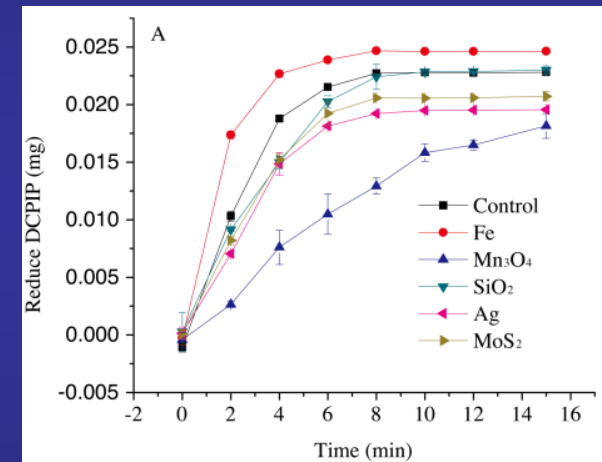 A
0.025
0.020
0.015
0.010
0.005
0.000
-0.005
Reduce DCPIP (mg)
Control
Fe
Mn₃O₄
SiO₂
Ag
MoS₂
-2 0 2 4 6 8 10 12 14 16
Time (min)